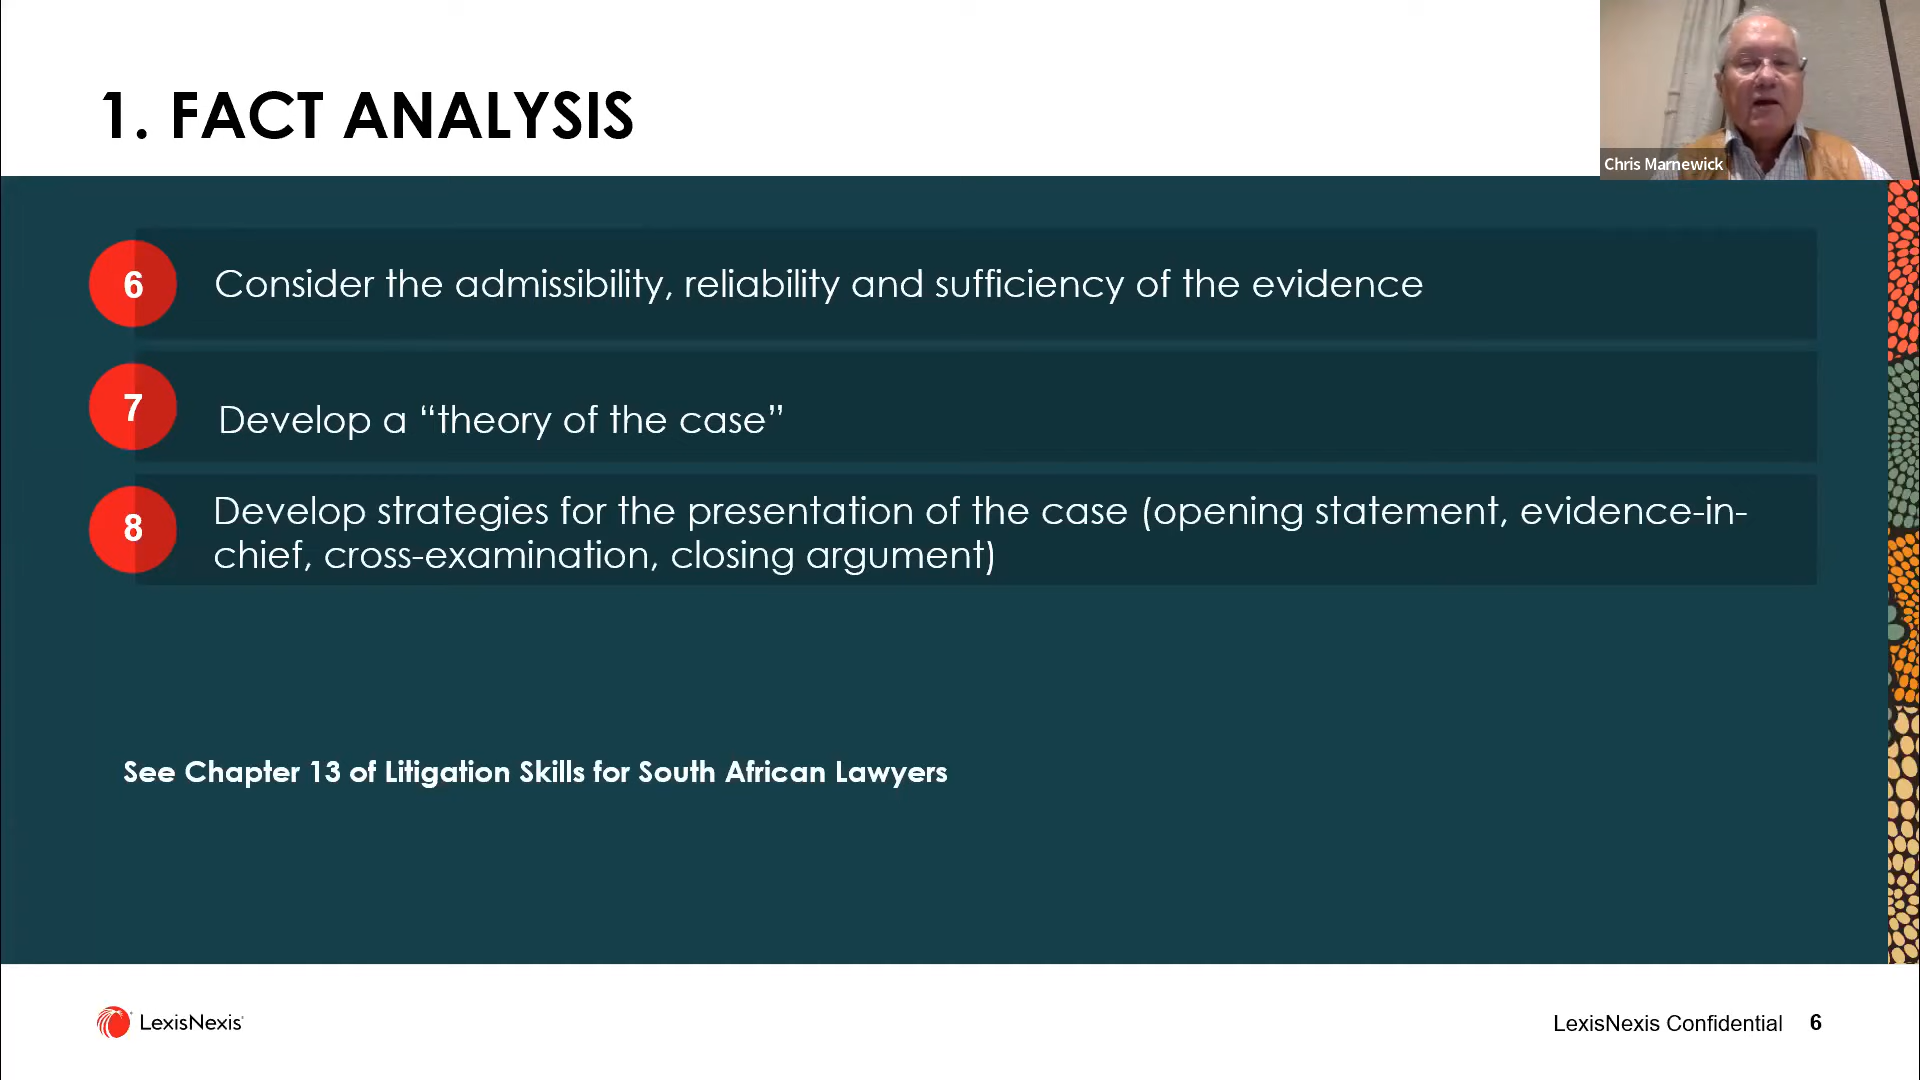 1. FACT ANALYSIS
Chris Marnewick
6
Consider the admissibility, reliability and sufficiency of the evidence
7
Develop a “theory of the case”
8
Develop strategies for the presentation of the case (opening statement, evidence-in-
chief, cross-examination, closing argument)
See Chapter 13 of Litigation Skills for South African Lawyers
LexisNexis
LexisNexis Confidential 6